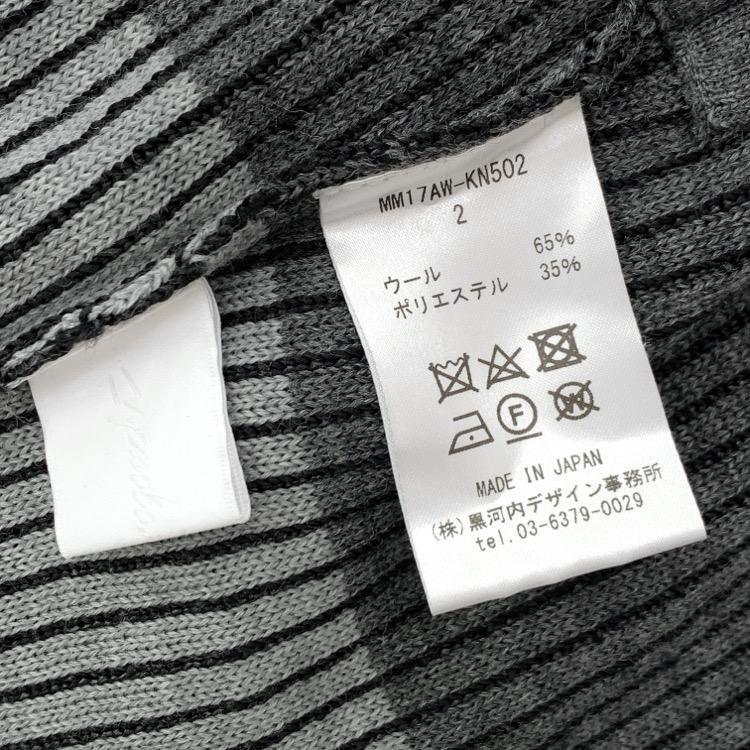 MM17AW-KN502
2
ウール 65%
ポリエステル 35%
F
W
MADE IN JAPAN
(株)黒河内デザイン事務所
tel.03-6379-0029